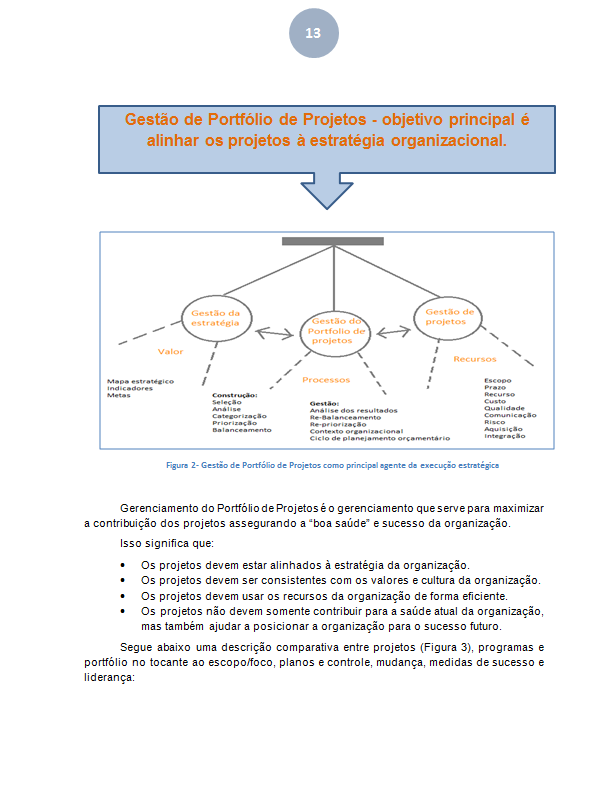 13
Gestão de Portfólio de Projetos - objetivo principal é
alinhar os projetos à estratégia organizacional.
Gestão da
estratégia
Gestão do
Portfolio de
projetos
Gestão de
projetos
Valor
Processos
Recursos
Mapa estratégico
Indicadores
Metas
Construção:
Seleção
Análise
Categorização
Priorização
Balanceamento
Gestão:
Análise dos resultados
Re-Balanceamento
Re-priorização
Contexto organizacional
Ciclo de planejamento orçamentário
Escopo
Prazo
Recurso
Custo
Qualidade
Comunicação
Risco
Aquisição
Integração
Figura 2- Gestão de Portfólio de Projetos como principal agente da execução estratégica
Gerenciamento do Portfólio de Projetos é o gerenciamento que serve para maximizar
a contribuição dos projetos assegurando a “boa saúde” e sucesso da organização.
Isso significa que:
• Os projetos devem estar alinhados à estratégia da organização.
• Os projetos devem ser consistentes com os valores e cultura da organização.
• Os projetos devem usar os recursos da organização de forma eficiente.
• Os projetos não devem somente contribuir para a saúde atual da organização,
mas também ajudar a posicionar a organização para o sucesso futuro.
Segue abaixo uma descrição comparativa entre projetos (Figura 3), programas e
portfólio no tocante ao escopo/foco, planos e controle, mudança, medidas de sucesso e
liderança: